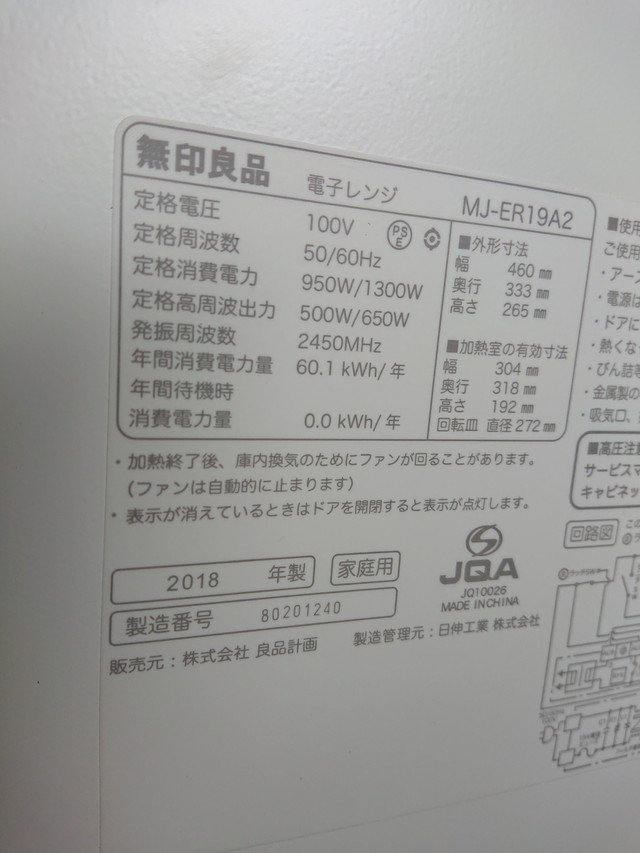 無印良品 電子レンジ MJ-ER19A2
定格電圧 100V
定格周波数 50/60Hz
定格消費電力 950W/1300W
定格高周波出力 500W/650W
発振周波数 2450MHz
年間消費電力量 60.1 kWh/年
年間待機時
消費電力量 0.0 kWh/年
PSE
■外形寸法
幅 460 ㎜
奥行 333 ㎜
高さ 265 ㎜
■加熱室の有効寸法
幅 304 ㎜
奥行 318 ㎜
高さ 192 ㎜
回転皿 直径272㎜
・加熱終了後、庫内換気のためにファンが回ることがあります。
(ファンは自動的に止まります)
・表示が消えているときはドアを開閉すると表示が点灯します。
2018 年製 家庭用
製造番号 80201240
販売元:株式会社 良品計画 製造管理元:日伸工業 株式会社
JQA
JQ10026
MADE IN CHINA
■使用
ご使用
・アー
・電源は
・ドアに
・熱くな
・びん詰等
・金属製の
・吸気口、
■高圧注
サービスマ
キャビネッ
回路図